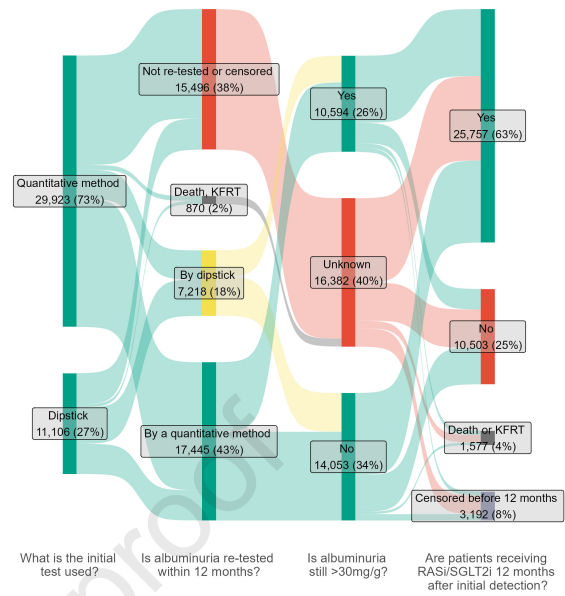 Quantitative method
29,923 (73%)
Dipstick
11,106 (27%)
Not re-tested or censored
15,496 (38%)
Death, KFRT
870 (2%)
By dipstick
7,218 (18%)
By a quantitative method
17,445 (43%)
Yes
10,594 (26%)
Unknown
16,382 (40%)
No
14,053 (34%)
Yes
25,757 (63%)
No
10,503 (25%)
Death or KFRT
1,577 (4%)
Censored before 12 months
3,192 (8%)
What is the initial
test used?
Is albuminuria re-tested
within 12 months?
Is albuminuria
still >30mg/g?
Are patients receiving
RASi/SGLT2i 12 months
after initial detection?
proof